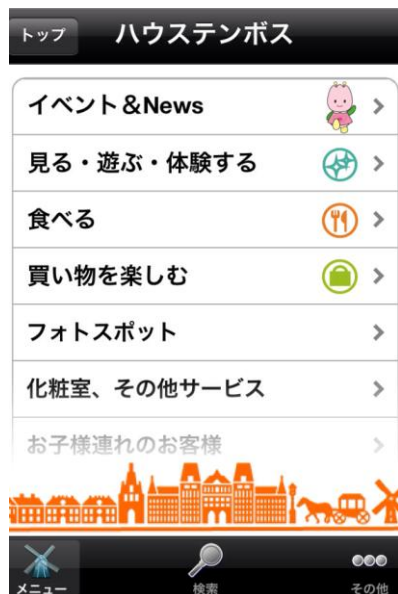 トップ
ハウステンボス
イベント＆News
見る・遊ぶ・体験する
食べる
買い物を楽しむ
フォトスポット
化粧室、その他サービス
お子様連れのお客様
メニュー
検索
その他